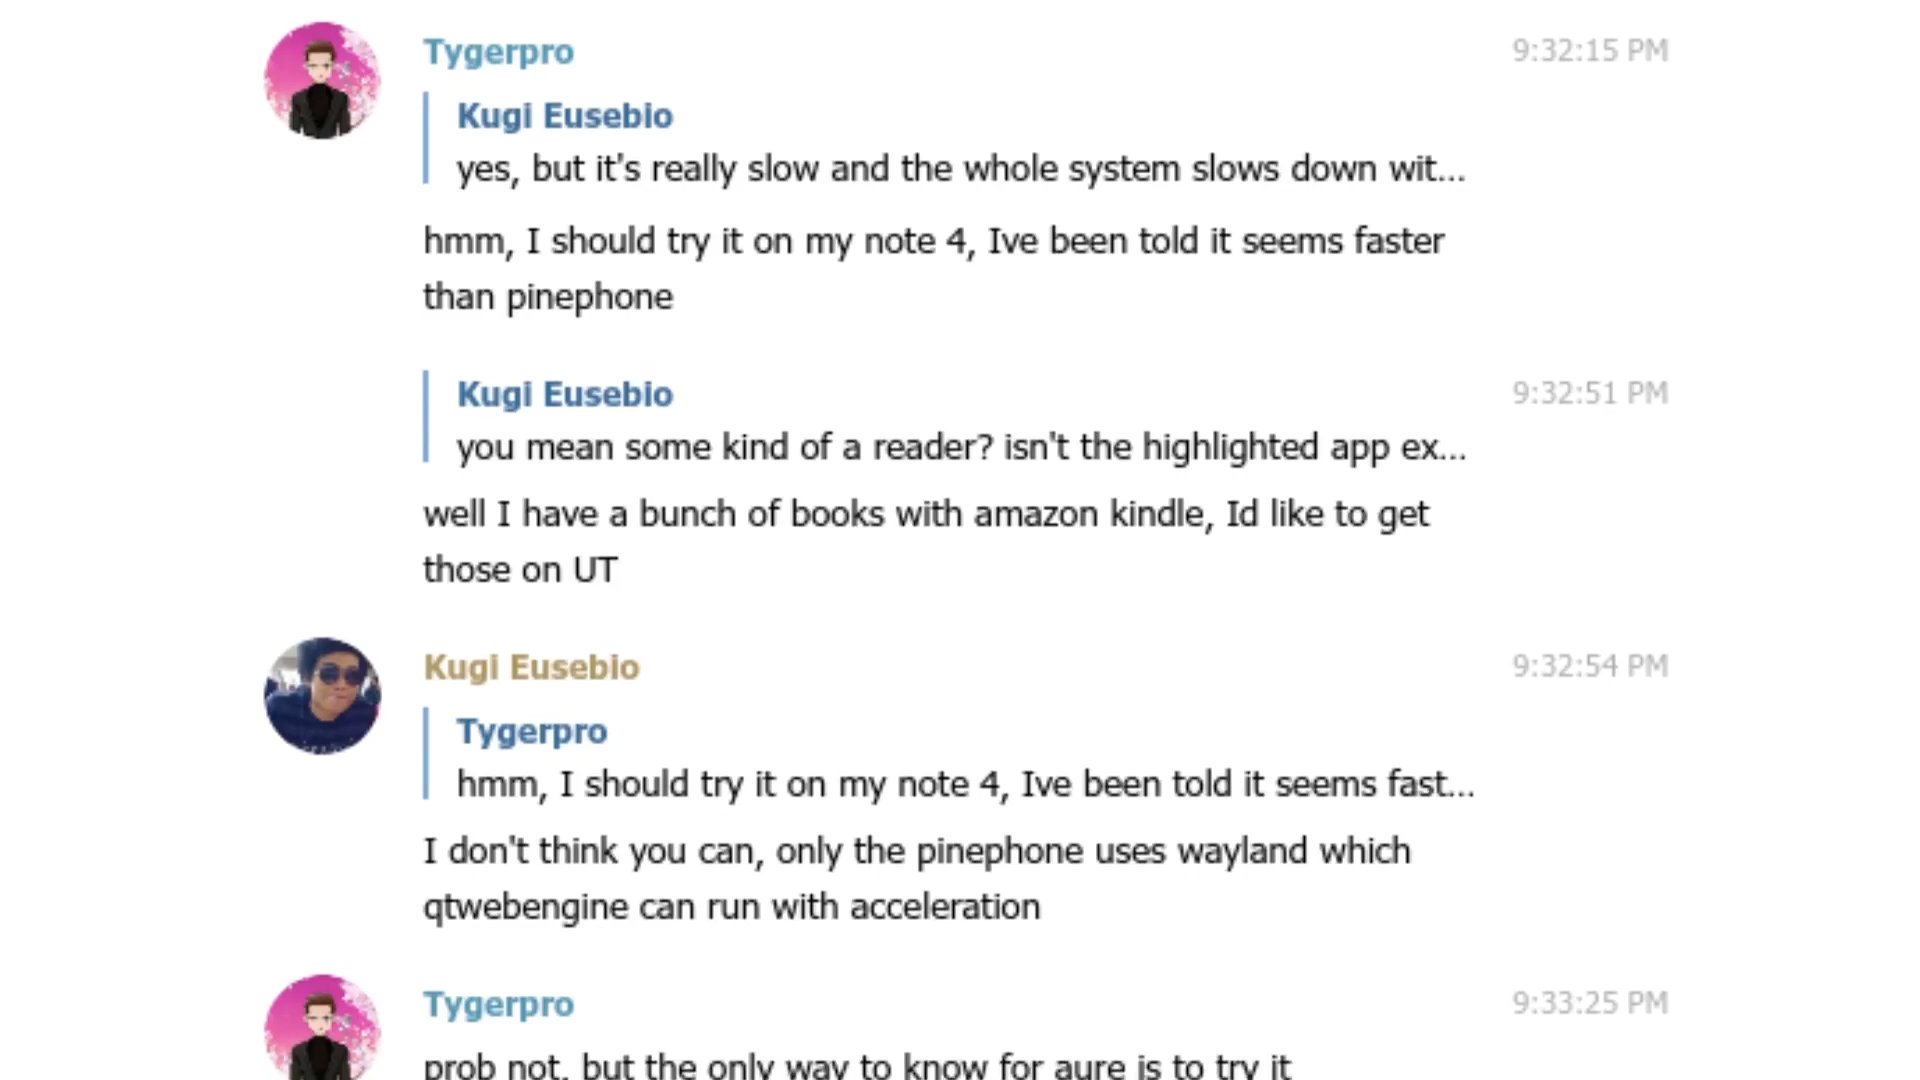 Tygerpro 9:32:15 PM
Kugi Eusebio
yes, but it's really slow and the whole system slows down wit...
hmm, I should try it on my note 4, Ive been told it seems faster
than pinephone
Kugi Eusebio 9:32:51 PM
you mean some kind of a reader? isn't the highlighted app ex...
well I have a bunch of books with amazon kindle, Id like to get
those on UT
Kugi Eusebio 9:32:54 PM
Tygerpro
hmm, I should try it on my note 4, Ive been told it seems fast...
I don't think you can, only the pinephone uses wayland which
qtwebengine can run with acceleration
Tygerpro 9:33:25 PM
prob not, but the only way to know for aure is to try it